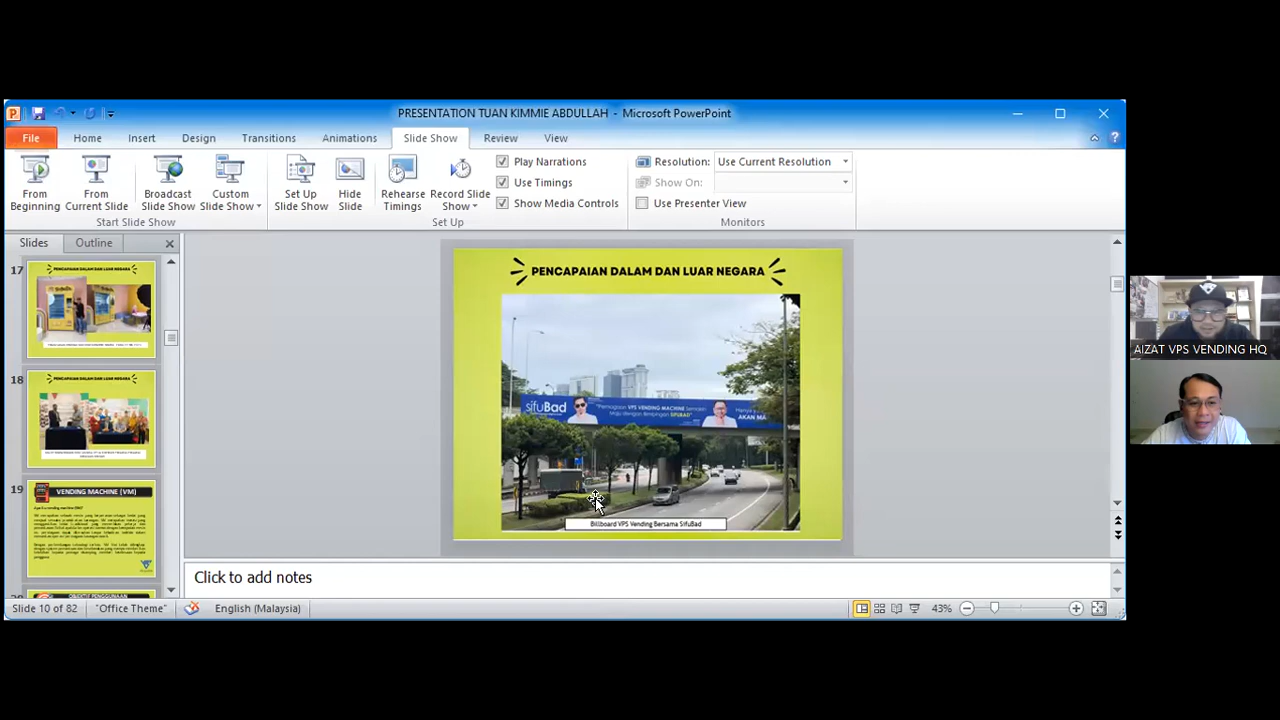 PRESENTATION TUAN KIMMIE ABDULLAH - Microsoft PowerPoint
File Home Insert Design Transitions Animations Slide Show Review View
From Beginning
From Current Slide
Broadcast Slide Show
Custom Slide Show
Start Slide Show
Set Up Slide Show
Hide Slide
Rehearse Timings
Record Slide Show
Play Narrations
Use Timings
Show Media Controls
Set Up
Resolution: Use Current Resolution
Show On:
Use Presenter View
Monitors
Slides Outline
17
PENCAPAIAN DALAM DAN LUAR NEGARA
18
PENCAPAIAN DALAM DAN LUAR NEGARA
19
VENDING MACHINE (VM)
PENCAPAIAN DALAM DAN LUAR NEGARA
sifuBad
"Perniagaan VPS VENDING MACHINE Semakin
Maju dengan Bimbingan SIFUBAD"
AKAN MA
Billboard VPS Vending Bersama SifuBad
Click to add notes
Slide 10 of 82 "Office Theme" English (Malaysia) 43%
AIZAT VPS VENDING HQ